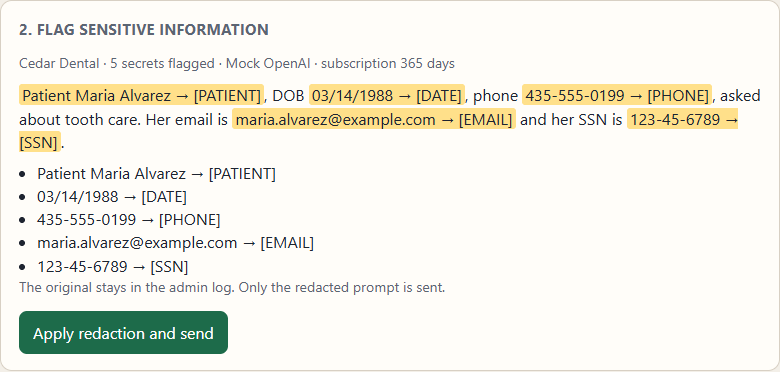 2. FLAG SENSITIVE INFORMATION
Cedar Dental · 5 secrets flagged · Mock OpenAI · subscription 365 days
Patient Maria Alvarez → [PATIENT], DOB 03/14/1988 → [DATE], phone 435-555-0199 → [PHONE], asked
about tooth care. Her email is maria.alvarez@example.com → [EMAIL] and her SSN is 123-45-6789 →
[SSN].
• Patient Maria Alvarez → [PATIENT]
• 03/14/1988 → [DATE]
• 435-555-0199 → [PHONE]
• maria.alvarez@example.com → [EMAIL]
• 123-45-6789 → [SSN]
The original stays in the admin log. Only the redacted prompt is sent.
Apply redaction and send